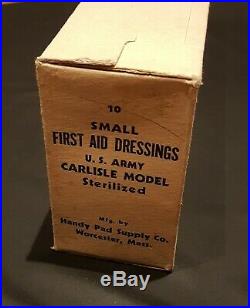 10
SMALL
FIRST AID DRESSINGS
U. S. ARMY
CARLISLE MODEL
Sterilized
Mfg. by
Handy Pad Supply Co.
Worcester, Mass.